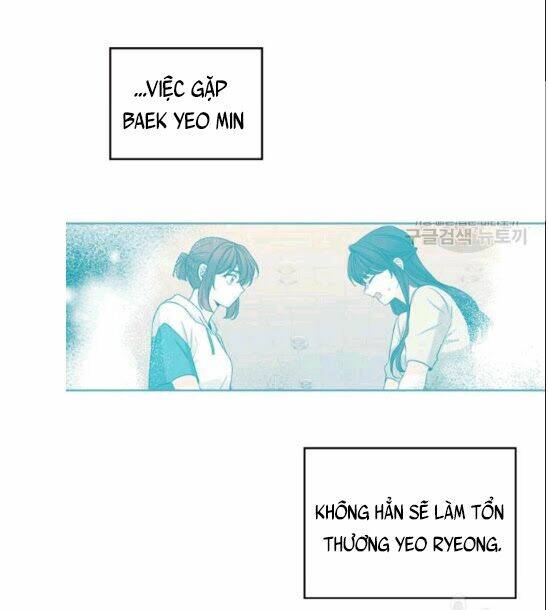 ...VIỆC GẶP
BAEK YEO MIN
구글검색 뉴토끼
KHÔNG HẲN SẼ LÀM TỔN
THƯƠNG YEO RYEONG.